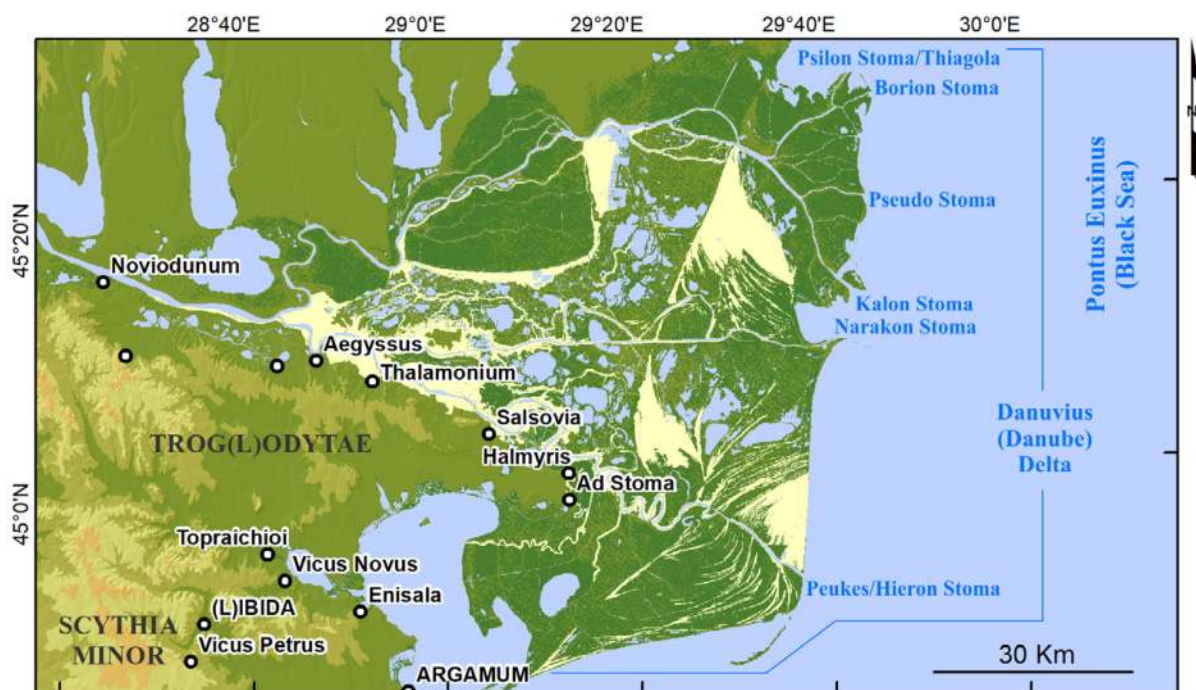 28°40'E
29°0'E
29°20'E
29°40'E
30°0'E
45°20'N
45°0'N
Psilon Stoma/Thiagola
Borion Stoma
Pseudo Stoma
Pontus Euxinus
(Black Sea)
Noviodunum
Kalon Stoma
Narakon Stoma
Aegyssus
Thalamonium
Danuvius
(Danube)
Delta
TROG(L)ODYTAE
Salsovia
Halmyris
Ad Stoma
Topraichioi
Vicus Novus
Enisala
Peukes/Hieron Stoma
(L)IBIDA
SCYTHIA
MINOR
Vicus Petrus
ARGAMUM
30 Km